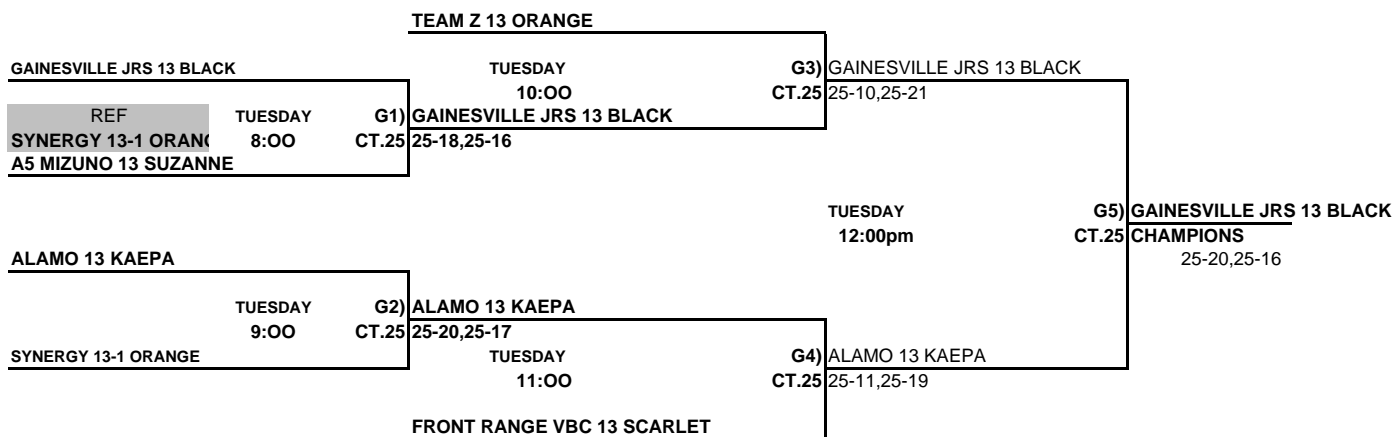 TEAM Z 13 ORANGE
GAINESVILLE JRS 13 BLACK TUESDAY G3) GAINESVILLE JRS 13 BLACK
10:OO CT.25 25-10,25-21
REF TUESDAY G1) GAINESVILLE JRS 13 BLACK
SYNERGY 13-1 ORAN 8:OO CT.25 25-18,25-16
A5 MIZUNO 13 SUZANNE
TUESDAY G5) GAINESVILLE JRS 13 BLACK
12:00pm CT.25 CHAMPIONS
ALAMO 13 KAEPA 25-20,25-16
TUESDAY G2) ALAMO 13 KAEPA
9:OO CT.25 25-20,25-17
SYNERGY 13-1 ORANGE TUESDAY G4) ALAMO 13 KAEPA
11:OO CT.25 25-11,25-19
FRONT RANGE VBC 13 SCARLET